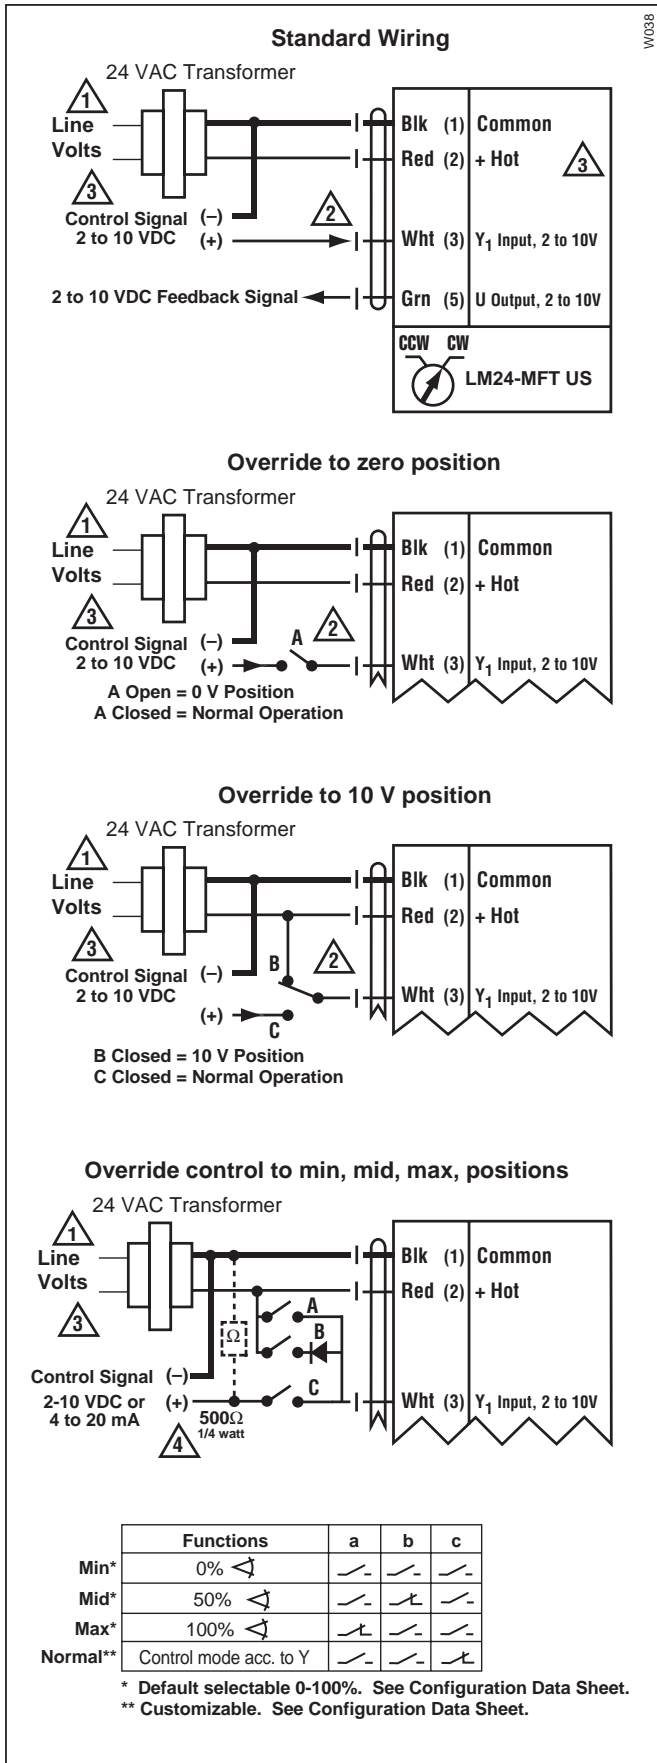 W038
Standard Wiring
24 VAC Transformer
1
Line
Volts
3
Control Signal (–)
2 to 10 VDC (+)
2
2 to 10 VDC Feedback Signal
Blk (1) Common
Red (2) + Hot
3
Wht (3) Y1 Input, 2 to 10V
Grn (5) U Output, 2 to 10V
CCW CW
LM24-MFT US
Override to zero position
24 VAC Transformer
1
Line
Volts
3
Control Signal (–)
2 to 10 VDC (+)
A
2
A Open = 0 V Position
A Closed = Normal Operation
Blk (1) Common
Red (2) + Hot
Wht (3) Y1 Input, 2 to 10V
Override to 10 V position
24 VAC Transformer
1
Line
Volts
3
Control Signal (–)
2 to 10 VDC
(+)
B
2
C
B Closed = 10 V Position
C Closed = Normal Operation
Blk (1) Common
Red (2) + Hot
Wht (3) Y1 Input, 2 to 10V
Override control to min, mid, max, positions
24 VAC Transformer
1
Line
Volts
3
Ω
A
B
C
Control Signal (–)
2-10 VDC or (+)
4 to 20 mA
500Ω
1/4 watt
4
Blk (1) Common
Red (2) + Hot
Wht (3) Y1 Input, 2 to 10V
Functions a b c
Min* 0%
Mid* 50%
Max* 100%
Normal** Control mode acc. to Y
* Default selectable 0-100%. See Configuration Data Sheet.
** Customizable. See Configuration Data Sheet.